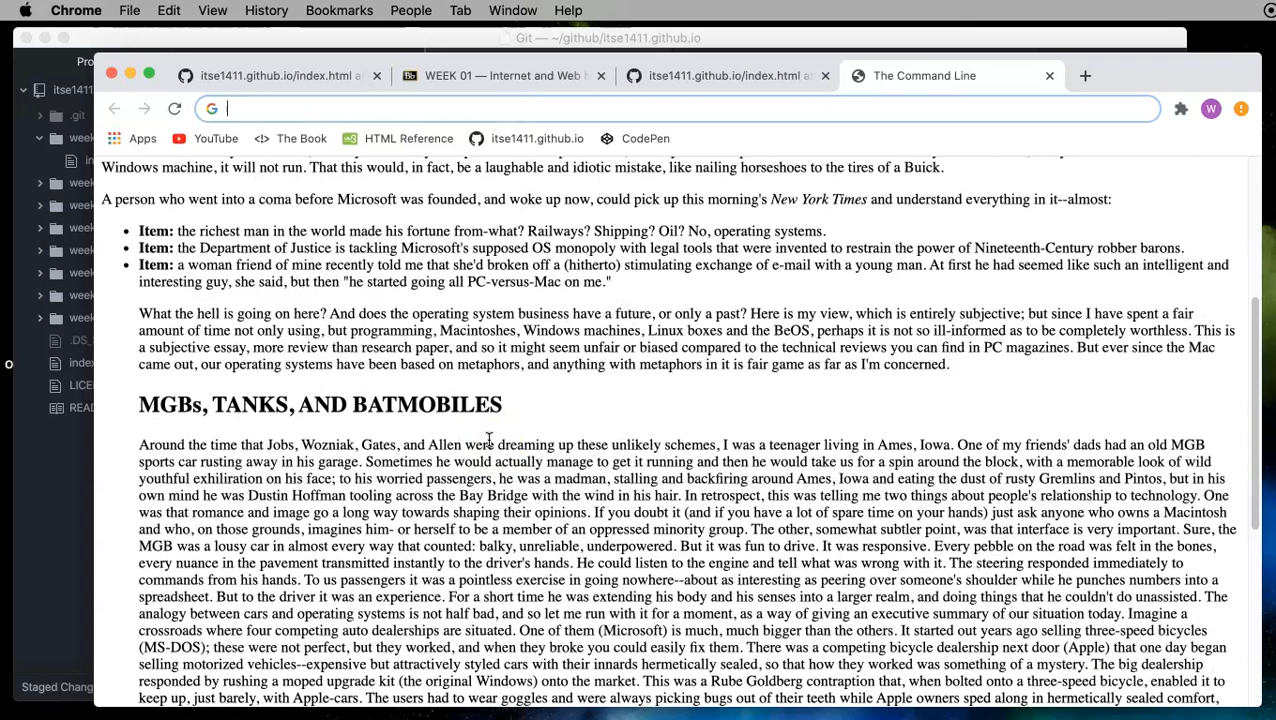 Chrome File Edit View History Bookmarks People Tab Window Help
Git — ~/github/itse1411.github.io
Pro
itse1411.github.io/index.html a
Bb WEEK 01 — Internet and Web
itse1411.github.io/index.html a
The Command Line
itse1411
.git
week
in
week
week
week
week
week
week
.DS_S
index
LICE
READ
Staged Chang
W
Apps YouTube The Book HTML Reference itse1411.github.io CodePen
Windows machine, it will not run. That this would, in fact, be a laughable and idiotic mistake, like nailing horseshoes to the tires of a Buick.
A person who went into a coma before Microsoft was founded, and woke up now, could pick up this morning's New York Times and understand everything in it--almost:
• Item: the richest man in the world made his fortune from-what? Railways? Shipping? Oil? No, operating systems.
• Item: the Department of Justice is tackling Microsoft's supposed OS monopoly with legal tools that were invented to restrain the power of Nineteenth-Century robber barons.
• Item: a woman friend of mine recently told me that she'd broken off a (hitherto) stimulating exchange of e-mail with a young man. At first he had seemed like such an intelligent and
interesting guy, she said, but then "he started going all PC-versus-Mac on me."
What the hell is going on here? And does the operating system business have a future, or only a past? Here is my view, which is entirely subjective; but since I have spent a fair
amount of time not only using, but programming, Macintoshes, Windows machines, Linux boxes and the BeOS, perhaps it is not so ill-informed as to be completely worthless. This is
a subjective essay, more review than research paper, and so it might seem unfair or biased compared to the technical reviews you can find in PC magazines. But ever since the Mac
came out, our operating systems have been based on metaphors, and anything with metaphors in it is fair game as far as I'm concerned.
MGBs, TANKS, AND BATMOBILES
Around the time that Jobs, Wozniak, Gates, and Allen were dreaming up these unlikely schemes, I was a teenager living in Ames, Iowa. One of my friends' dads had an old MGB
sports car rusting away in his garage. Sometimes he would actually manage to get it running and then he would take us for a spin around the block, with a memorable look of wild
youthful exhiliration on his face; to his worried passengers, he was a madman, stalling and backfiring around Ames, Iowa and eating the dust of rusty Gremlins and Pintos, but in his
own mind he was Dustin Hoffman tooling across the Bay Bridge with the wind in his hair. In retrospect, this was telling me two things about people's relationship to technology. One
was that romance and image go a long way towards shaping their opinions. If you doubt it (and if you have a lot of spare time on your hands) just ask anyone who owns a Macintosh
and who, on those grounds, imagines him- or herself to be a member of an oppressed minority group. The other, somewhat subtler point, was that interface is very important. Sure, the
MGB was a lousy car in almost every way that counted: balky, unreliable, underpowered. But it was fun to drive. It was responsive. Every pebble on the road was felt in the bones,
every nuance in the pavement transmitted instantly to the driver's hands. He could listen to the engine and tell what was wrong with it. The steering responded immediately to
commands from his hands. To us passengers it was a pointless exercise in going nowhere--about as interesting as peering over someone's shoulder while he punches numbers into a
spreadsheet. But to the driver it was an experience. For a short time he was extending his body and his senses into a larger realm, and doing things that he couldn't do unassisted. The
analogy between cars and operating systems is not half bad, and so let me run with it for a moment, as a way of giving an executive summary of our situation today. Imagine a
crossroads where four competing auto dealerships are situated. One of them (Microsoft) is much, much bigger than the others. It started out years ago selling three-speed bicycles
(MS-DOS); these were not perfect, but they worked, and when they broke you could easily fix them. There was a competing bicycle dealership next door (Apple) that one day began
selling motorized vehicles--expensive but attractively styled cars with their innards hermetically sealed, so that how they worked was something of a mystery. The big dealership
responded by rushing a moped upgrade kit (the original Windows) onto the market. This was a Rube Goldberg contraption that, when bolted onto a three-speed bicycle, enabled it to
keep up, just barely, with Apple-cars. The users had to wear goggles and were always picking bugs out of their teeth while Apple owners sped along in hermetically sealed comfort,